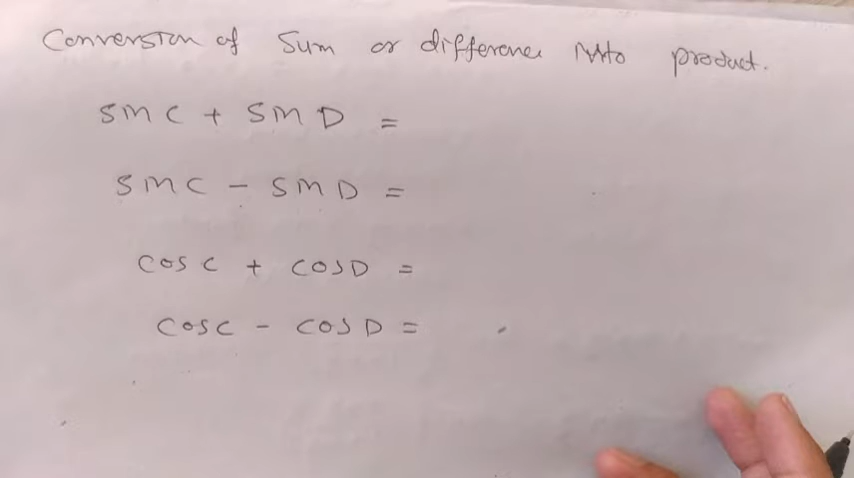 Conversion of sum or difference into product.
sin C + sin D =
sin C - sin D =
cos C + cos D =
cos C - cos D =